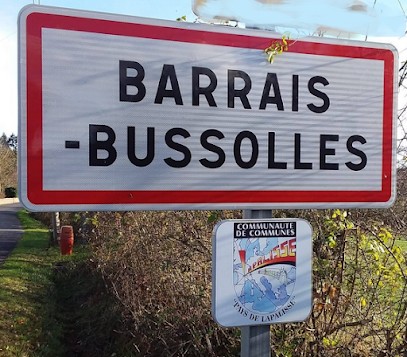 BARRAIS
-BUSSOLLES
COMMUNAUTE
DE COMMUNES
LAPALISSE
PAYS DE LAPALISSE